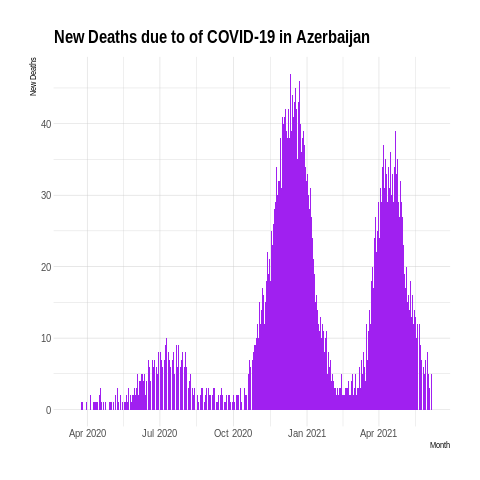 New Deaths due to of COVID-19 in Azerbaijan
New Deaths
40
30
20
10
0
Apr 2020 Jul 2020 Oct 2020 Jan 2021 Apr 2021
Month